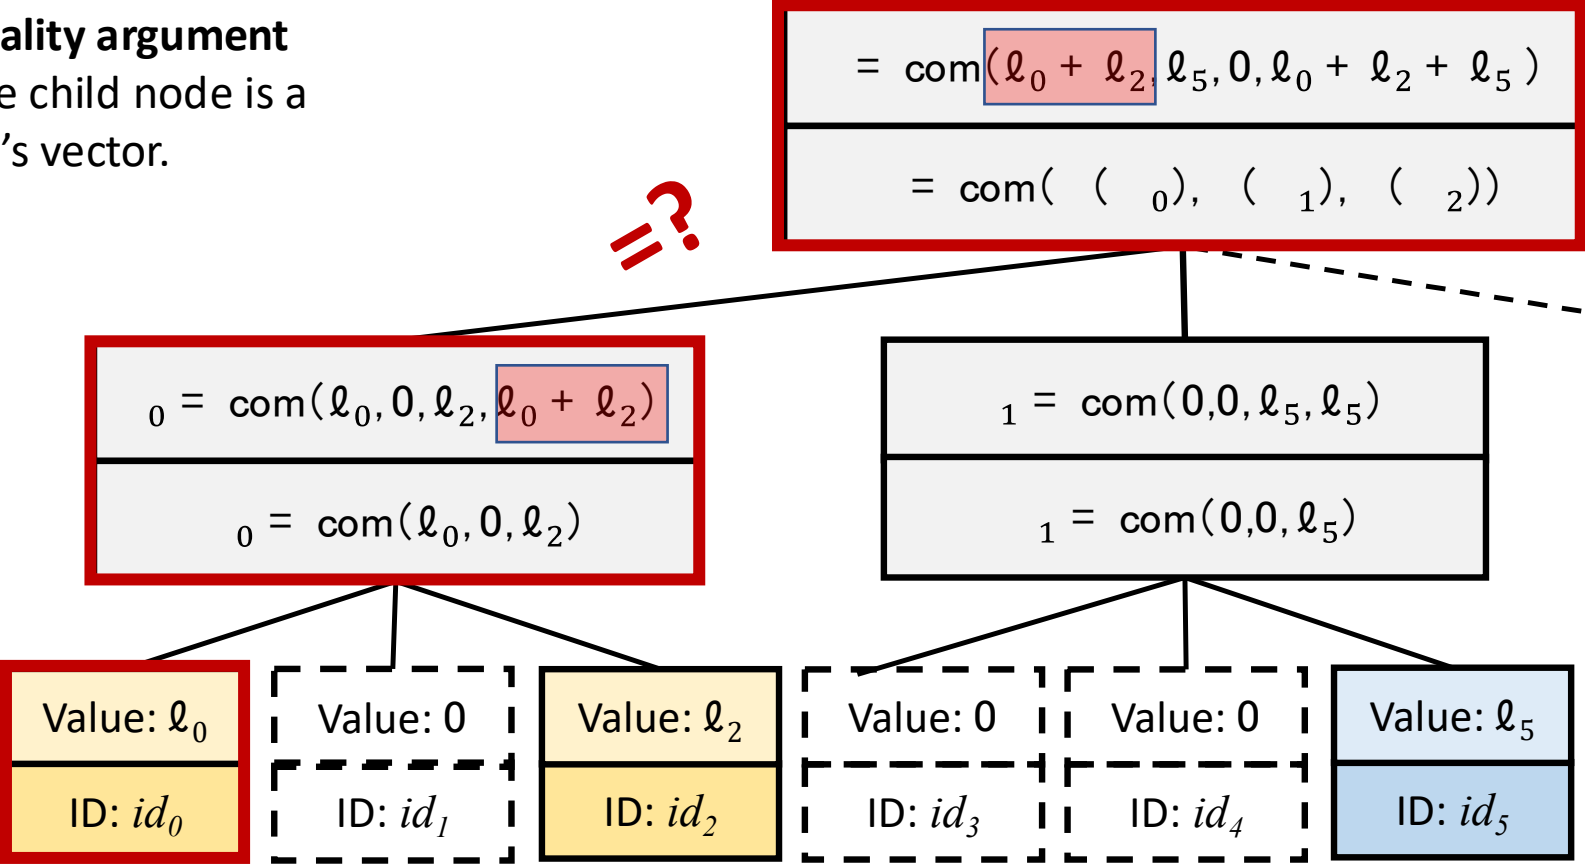 ality argument
e child node is a
's vector.
= com(ℓ₀ + ℓ₂, ℓ₅, 0, ℓ₀ + ℓ₂ + ℓ₅ )
= com( ( ₀), ( ₁), ( ₂))
=?
₀ = com(ℓ₀, 0, ℓ₂, ℓ₀ + ℓ₂)
₀ = com(ℓ₀, 0, ℓ₂)
₁ = com(0,0, ℓ₅, ℓ₅)
₁ = com(0,0, ℓ₅)
Value: ℓ₀
ID: id₀
Value: 0
ID: id₁
Value: ℓ₂
ID: id₂
Value: 0
ID: id₃
Value: 0
ID: id₄
Value: ℓ₅
ID: id₅